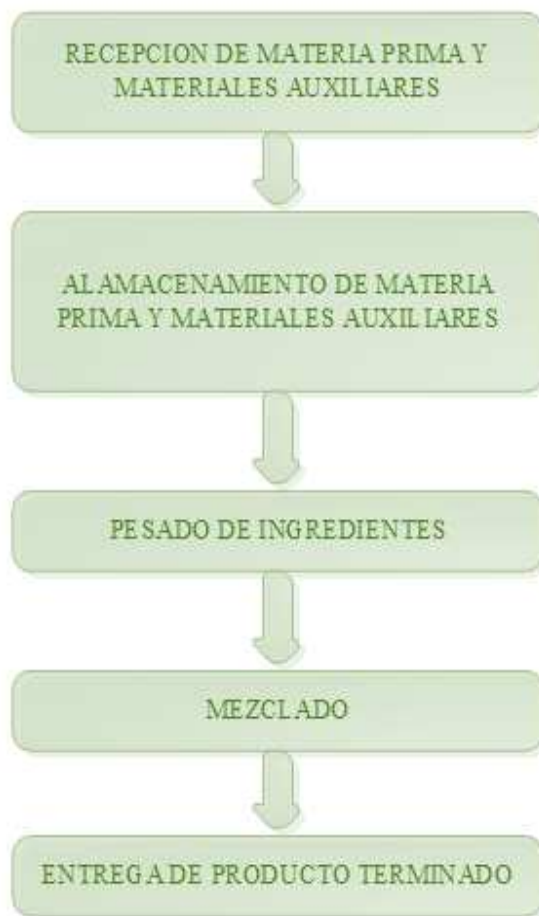 RECEPCION DE MATERIA PRIMA Y
MATERIALES AUXILIARES
ALAMACENAMIENTO DE MATERIA
PRIMA Y MATERIALES AUXILIARES
PESADO DE INGREDIENTES
MEZCLADO
ENTREGA DE PRODUCTO TERMINADO